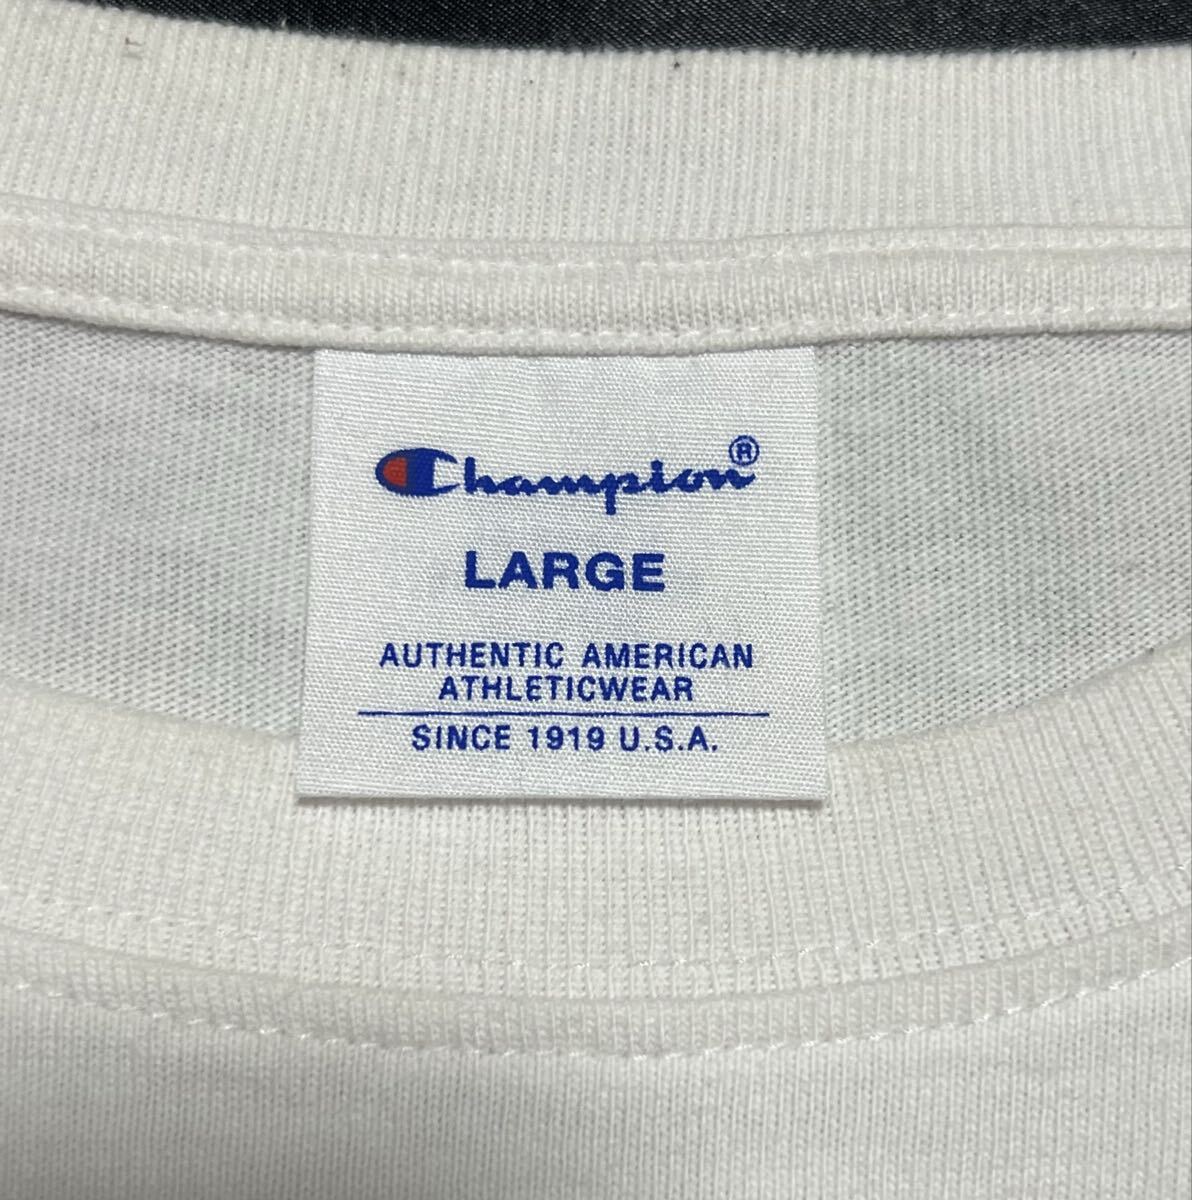 Champion®
LARGE
AUTHENTIC AMERICAN
ATHLETICWEAR
SINCE 1919 U.S.A.